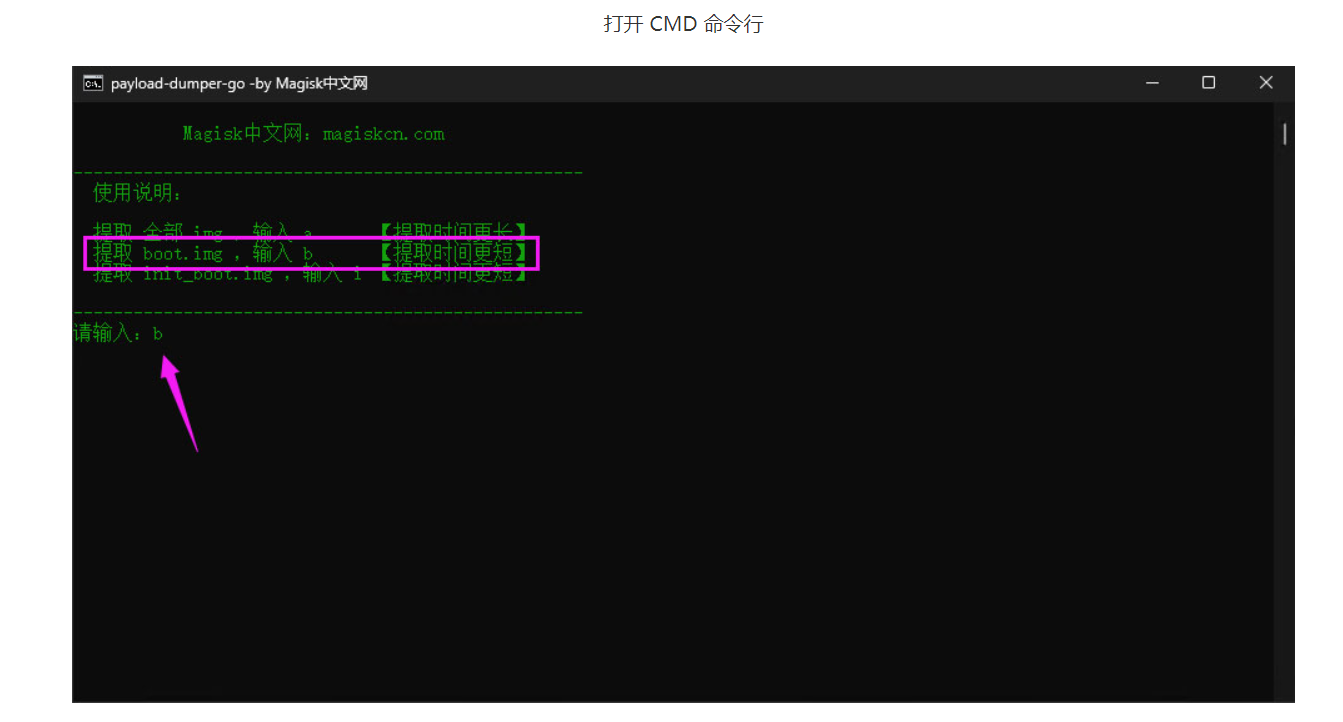 打开 CMD 命令行
payload-dumper-go -by Magisk中文网
Magisk中文网: magiskcn.com
--------------------------------------------------
使用说明:
提取 全部 img ，输入 a 【提取时间更长】
提取 boot.img ，输入 b 【提取时间更短】
提取 init_boot.img ，输入 i 【提取时间更短】
--------------------------------------------------
请输入: b